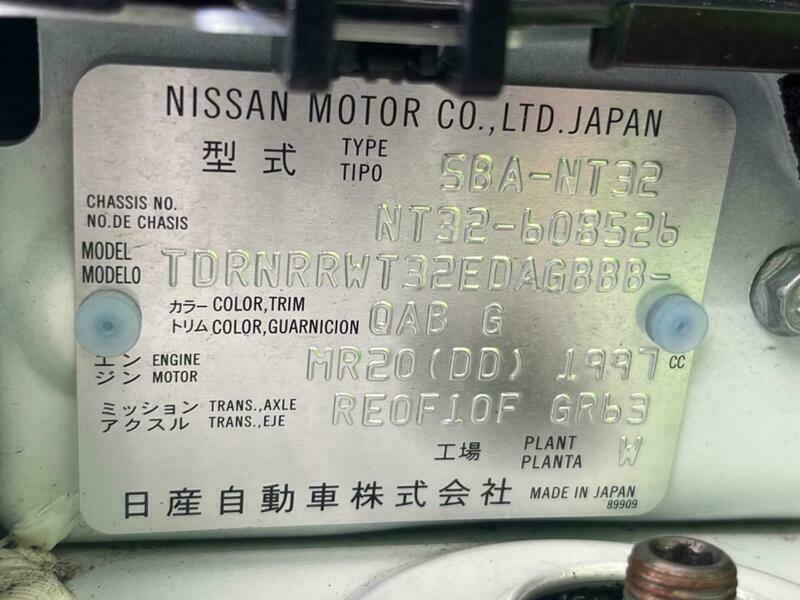 NISSAN MOTOR CO.,LTD.JAPAN
型式 TYPE TIPO 5BA-NT32
CHASSIS NO. NO.DE CHASIS NT32-608526
MODEL MODELO TDRNRRWT32EDAGBBB-
カラー COLOR,TRIM
トリム COLOR,GUARNICION QAB G
エン ENGINE
ジン MOTOR MR20(DD) 1997 CC
ミッション TRANS.,AXLE
アクスル TRANS.,EJE RE0F10F GR63
工場 PLANT PLANTA W
日産自動車株式会社 MADE IN JAPAN
89909